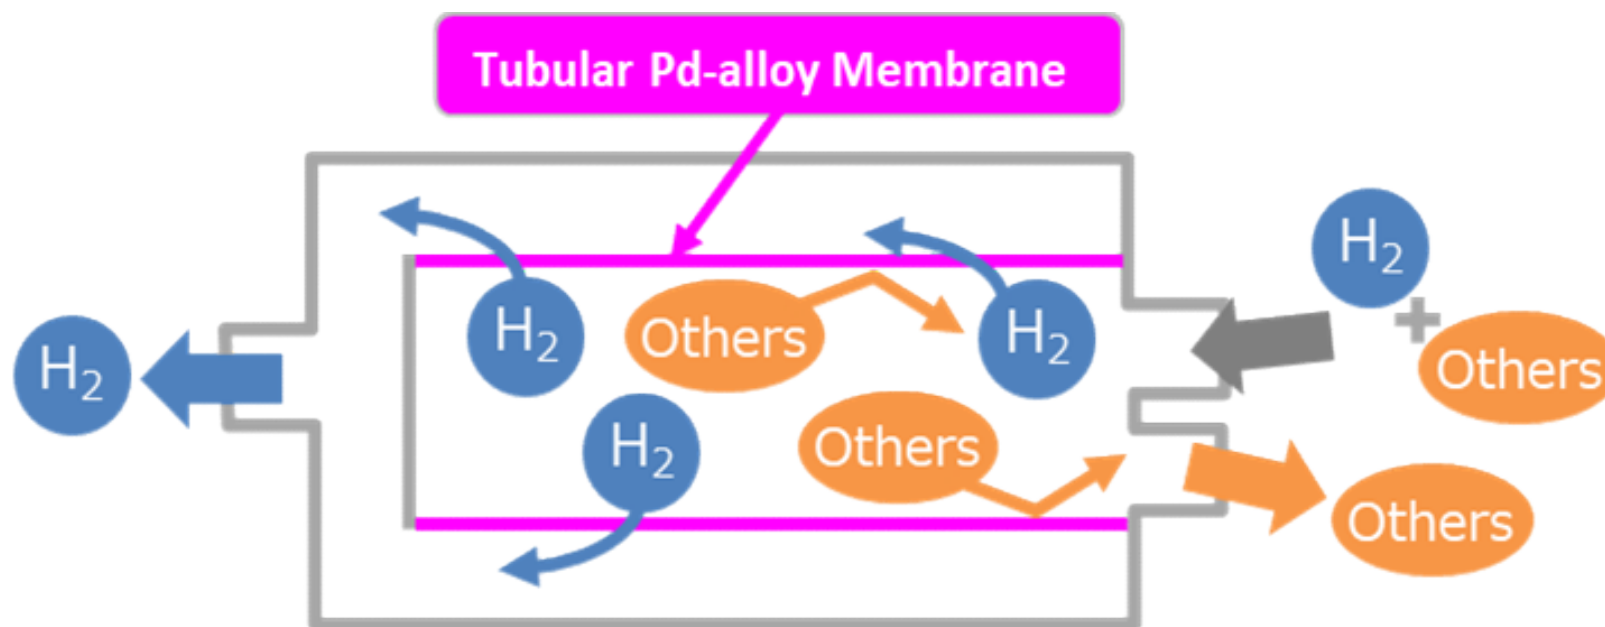 Tubular Pd-alloy Membrane
H₂
H₂
Others
H₂
H₂
+
Others
H₂
Others
Others